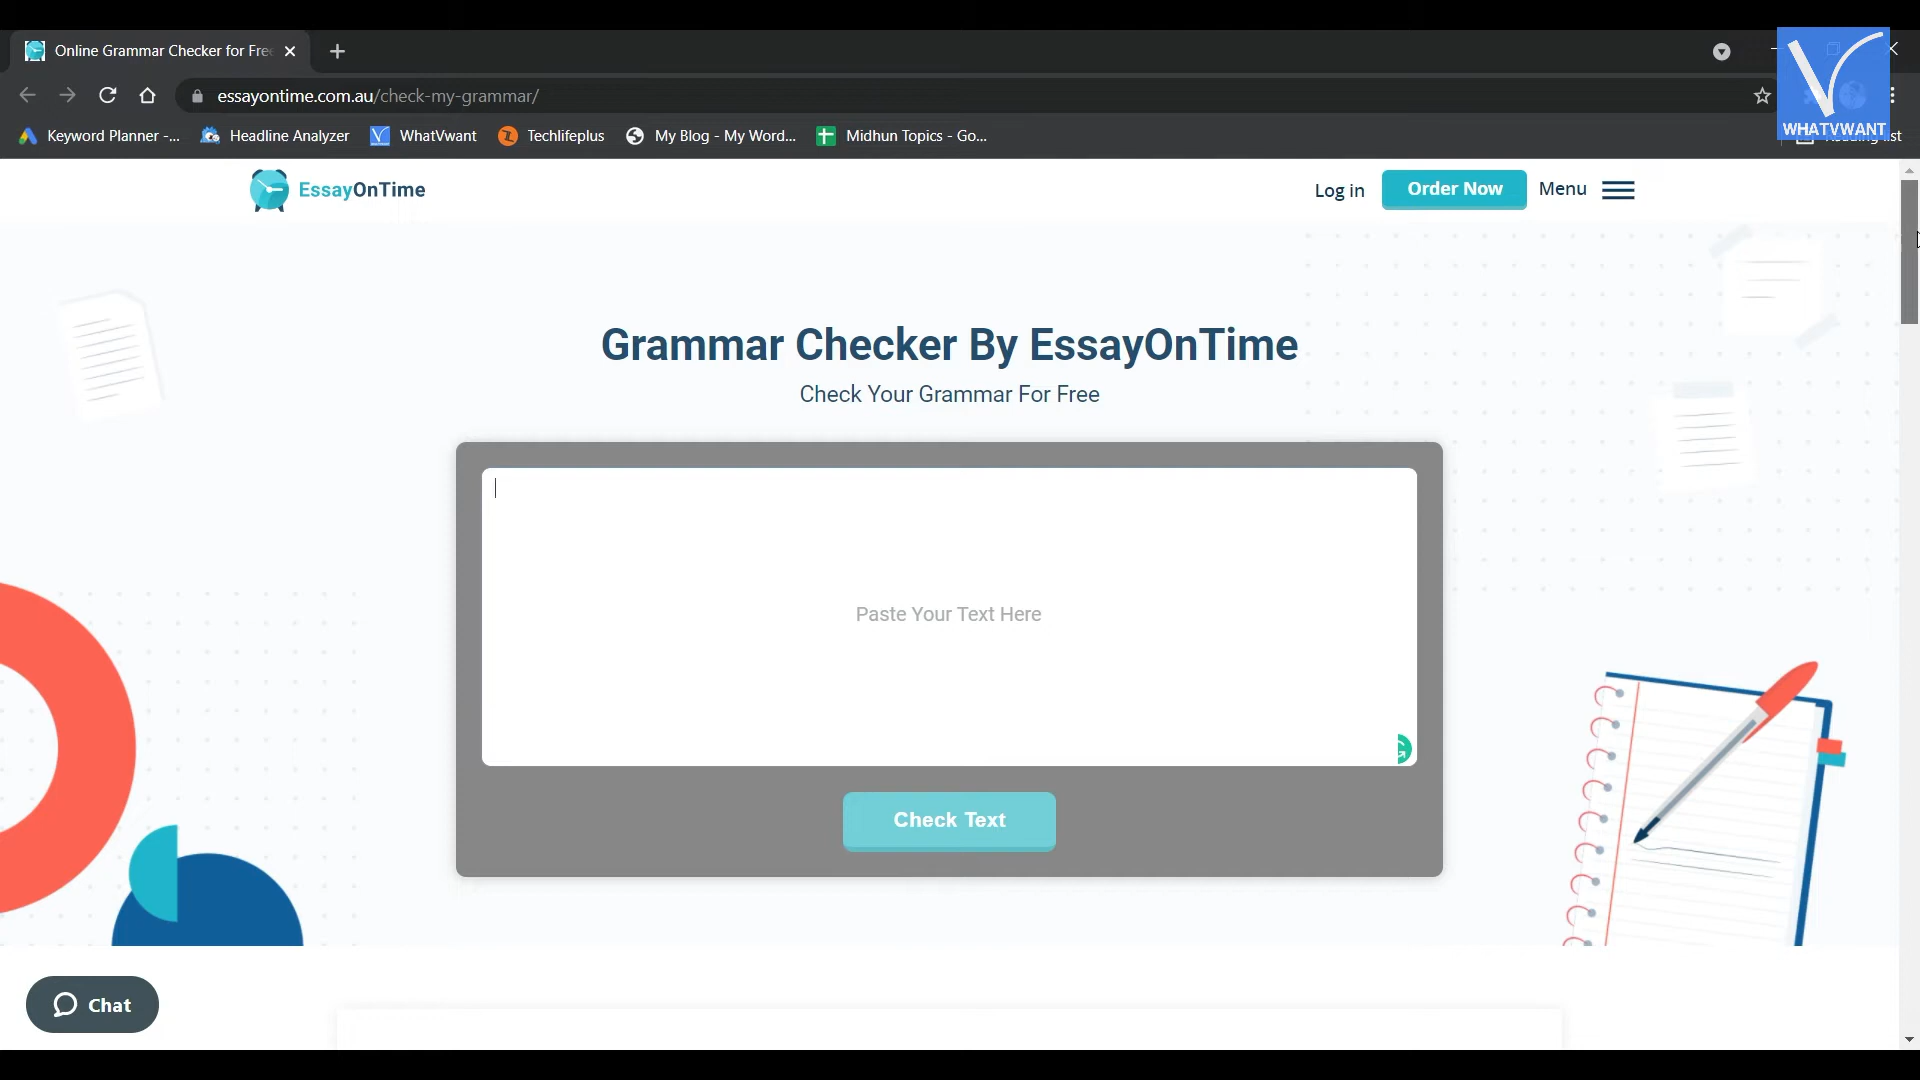 Online Grammar Checker for Fre
essayontime.com.au/check-my-grammar/
WHATVWANT
Keyword Planner -...
Headline Analyzer
WhatVwant
Techlifeplus
My Blog - My Word...
Midhun Topics - Go...
EssayOnTime
Log in
Order Now
Menu
Grammar Checker By EssayOnTime
Check Your Grammar For Free
Paste Your Text Here
Check Text
Chat